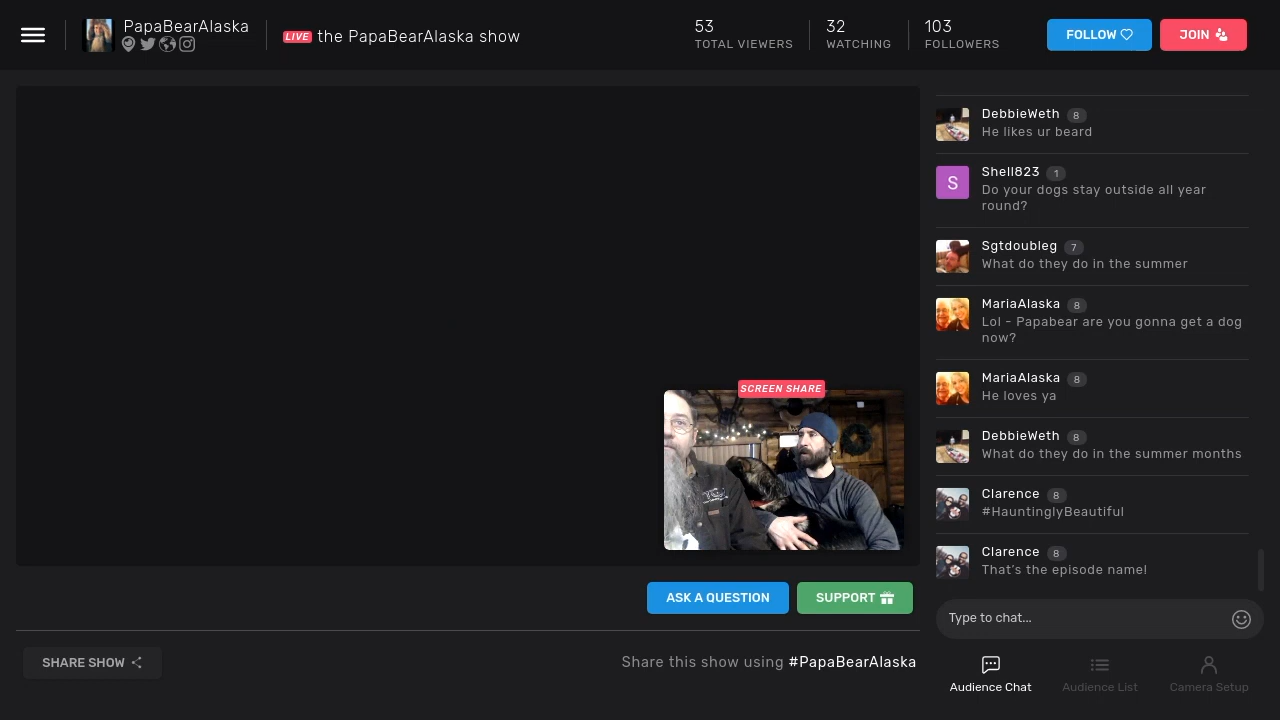 PapaBearAlaska
LIVE the PapaBearAlaska show
53
TOTAL VIEWERS
32
WATCHING
103
FOLLOWERS
FOLLOW
JOIN
DebbieWeth 8
He likes ur beard
S
Shell823 1
Do your dogs stay outside all year
round?
Sgtdoubleg 7
What do they do in the summer
MariaAlaska 8
Lol - Papabear are you gonna get a dog
now?
MariaAlaska 8
He loves ya
DebbieWeth 8
What do they do in the summer months
Clarence 8
#HauntinglyBeautiful
Clarence 8
That's the episode name!
SCREEN SHARE
ASK A QUESTION
SUPPORT
Type to chat...
SHARE SHOW
Share this show using #PapaBearAlaska
Audience Chat
Audience List
Camera Setup